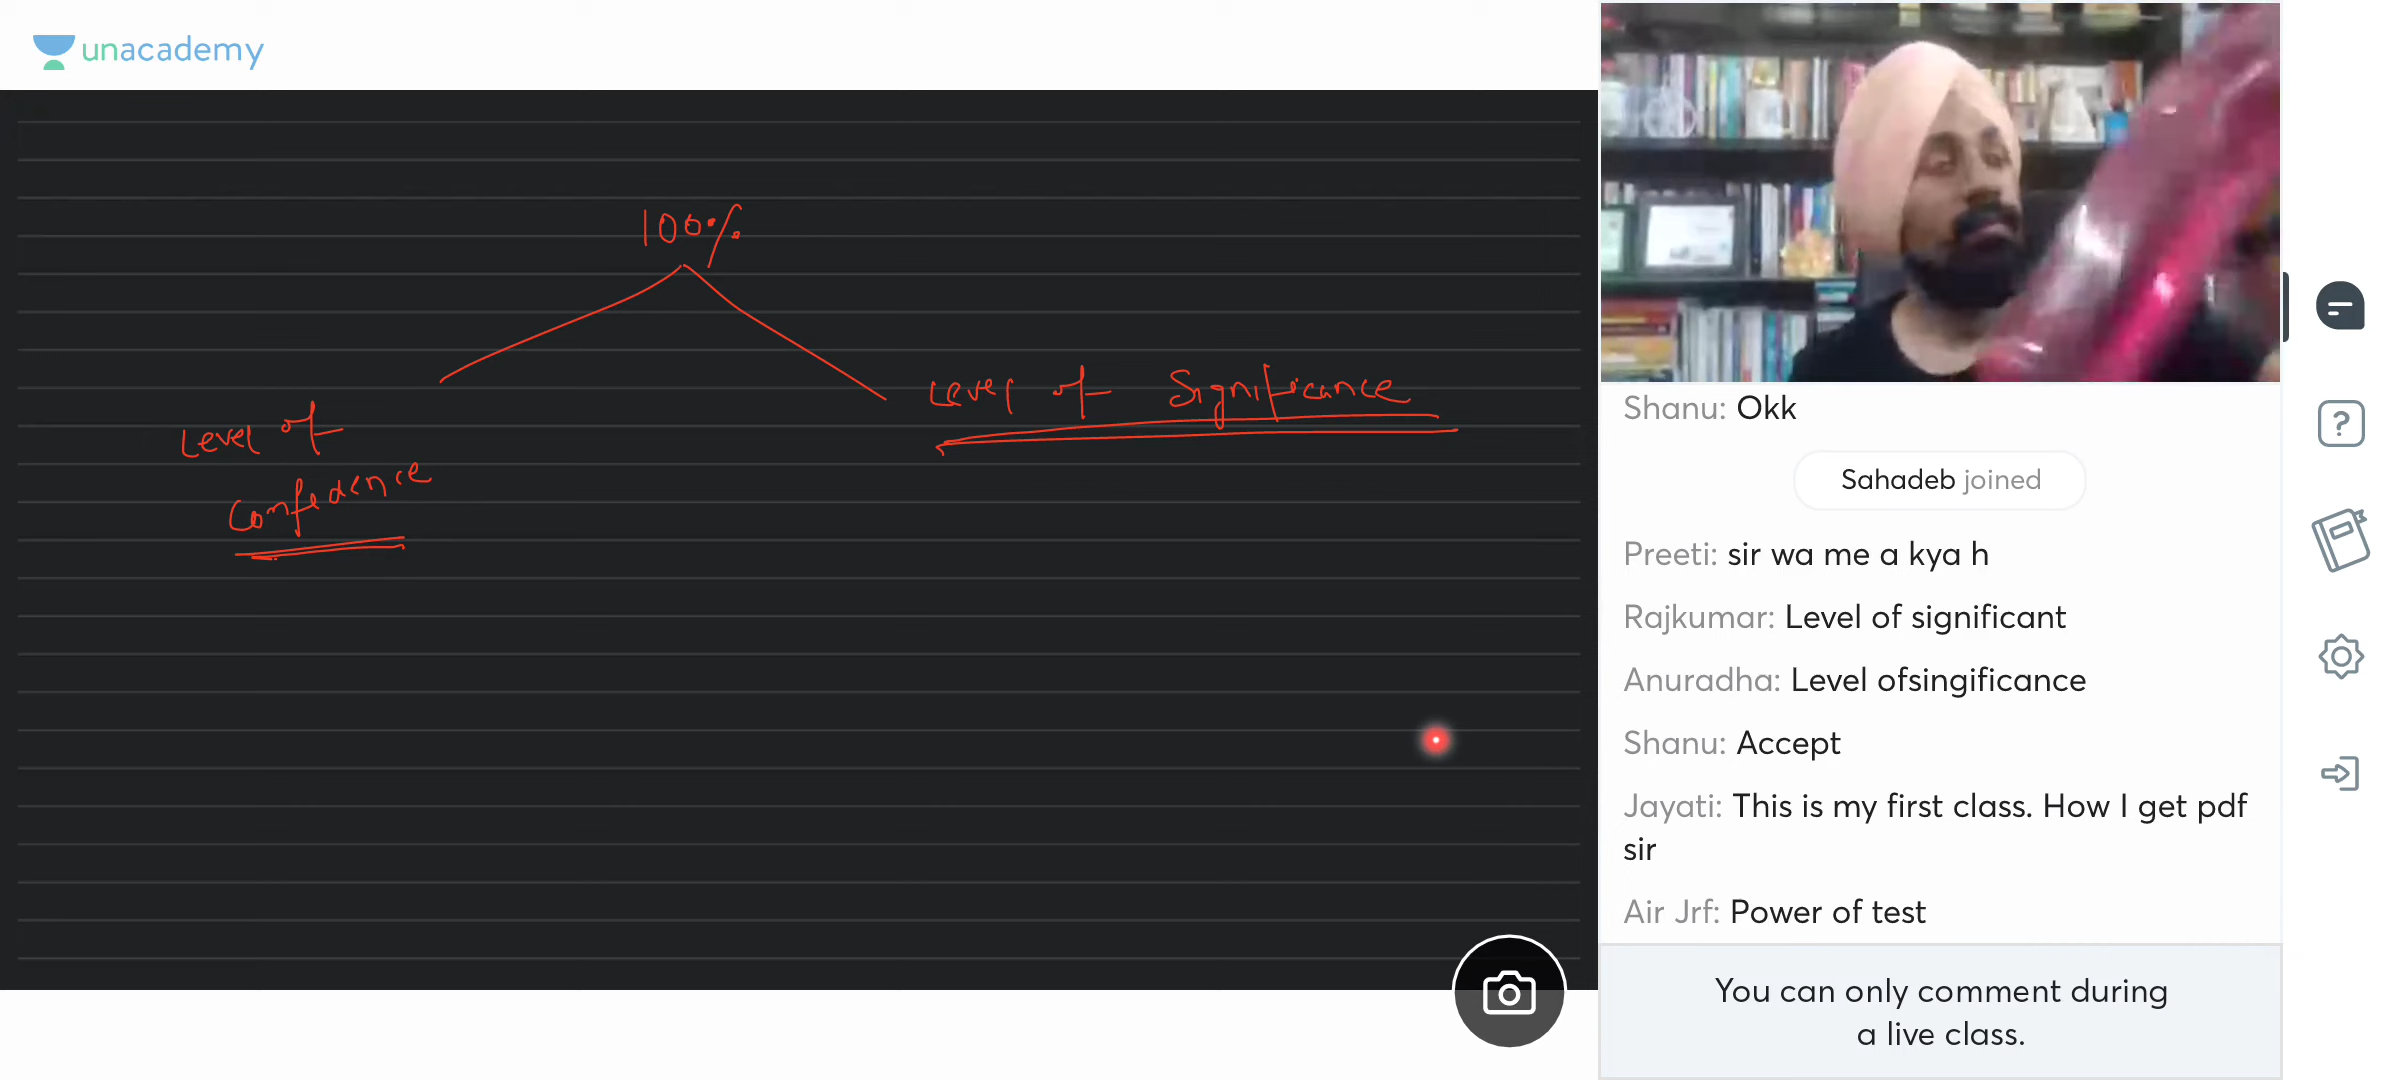 unacademy
100%
Level of
Confidence
Level of Significance
Shanu: Okk
Sahadeb joined
Preeti: sir wa me a kya h
Rajkumar: Level of significant
Anuradha: Level ofsingificance
Shanu: Accept
Jayati: This is my first class. How I get pdf
sir
Air Jrf: Power of test
You can only comment during
a live class.